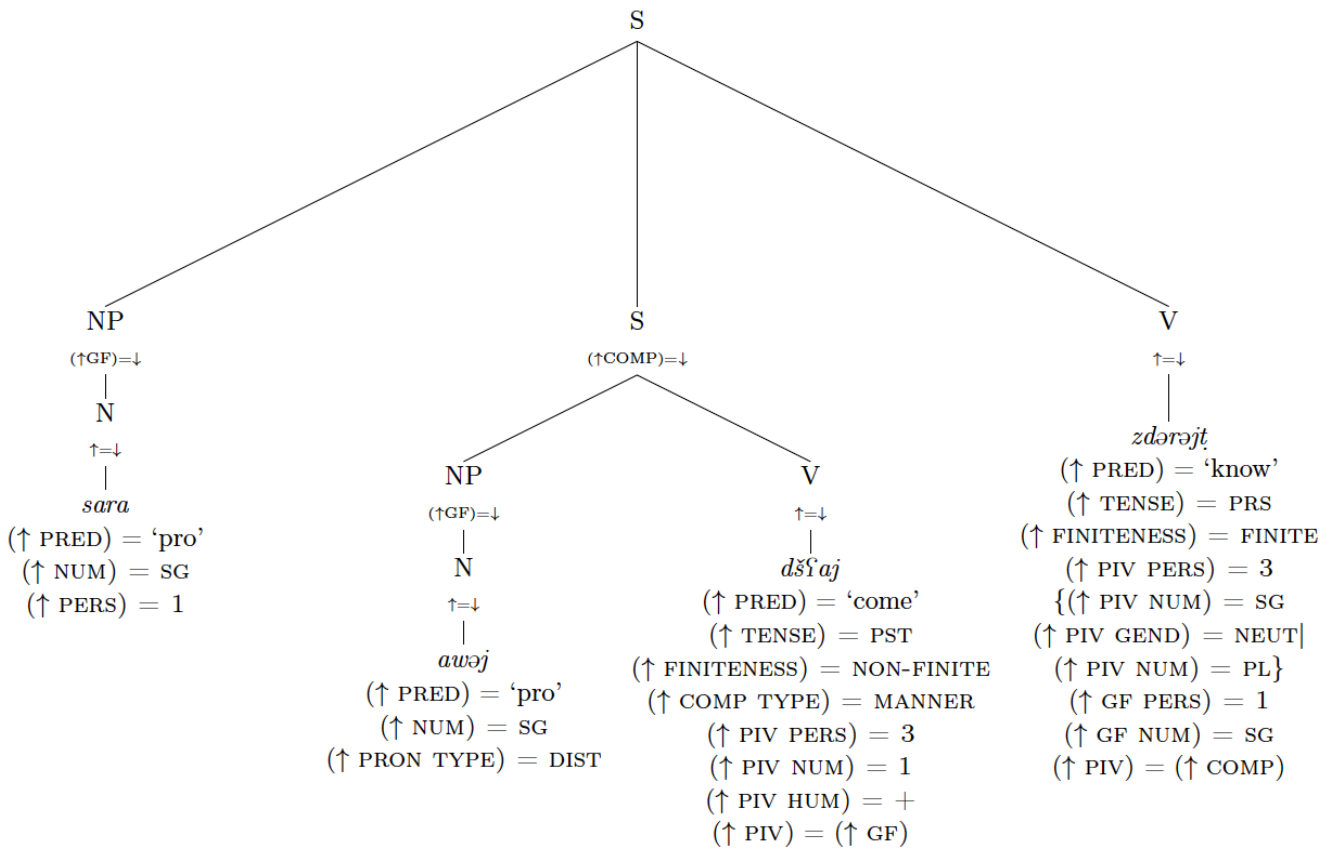 S
NP
(↑GF)=↓
N
↑=↓
sara
(↑ PRED) = ‘pro’
(↑ NUM) = SG
(↑ PERS) = 1
S
(↑COMP)=↓
NP
(↑GF)=↓
N
↑=↓
awəj
(↑ PRED) = ‘pro’
(↑ NUM) = SG
(↑ PRON TYPE) = DIST
V
↑=↓
dšʕaj
(↑ PRED) = ‘come’
(↑ TENSE) = PST
(↑ FINITENESS) = NON-FINITE
(↑ COMP TYPE) = MANNER
(↑ PIV PERS) = 3
(↑ PIV NUM) = 1
(↑ PIV HUM) = +
(↑ PIV) = (↑ GF)
V
↑=↓
zdərəjṭ
(↑ PRED) = ‘know’
(↑ TENSE) = PRS
(↑ FINITENESS) = FINITE
(↑ PIV PERS) = 3
{(↑ PIV NUM) = SG
(↑ PIV GEND) = NEUT|
(↑ PIV NUM) = PL}
(↑ GF PERS) = 1
(↑ GF NUM) = SG
(↑ PIV) = (↑ COMP)